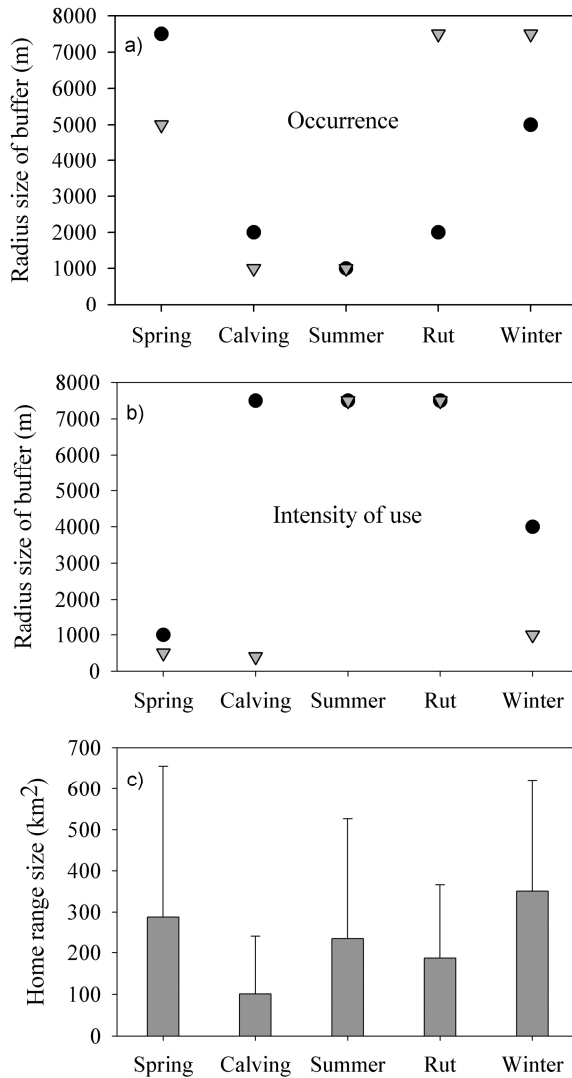 a)
Radius size of buffer (m)
8000
7000
6000
5000
4000
3000
2000
1000
0
Occurrence
Spring Calving Summer Rut Winter
b)
Radius size of buffer (m)
8000
7000
6000
5000
4000
3000
2000
1000
0
Intensity of use
Spring Calving Summer Rut Winter
c)
Home range size (km²)
700
600
500
400
300
200
100
0
Spring Calving Summer Rut Winter